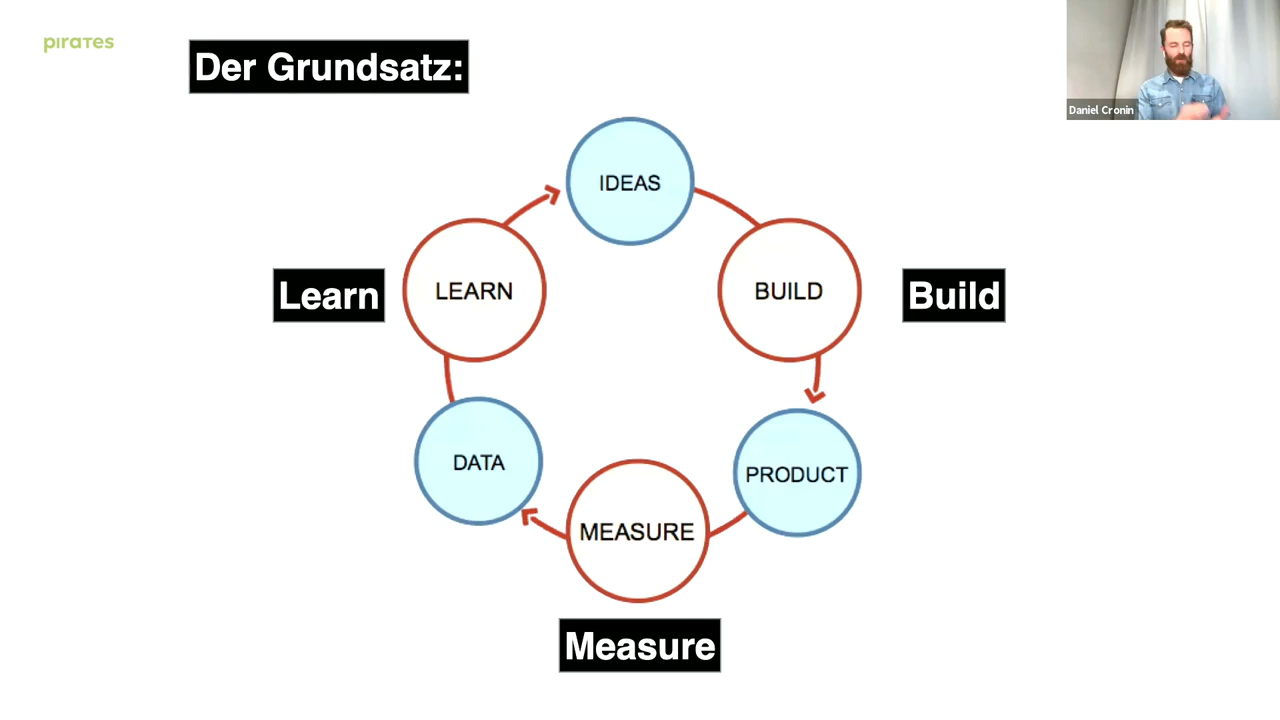 pirates
Der Grundsatz:
Daniel Cronin
IDEAS
Learn
LEARN
BUILD
Build
DATA
PRODUCT
MEASURE
Measure